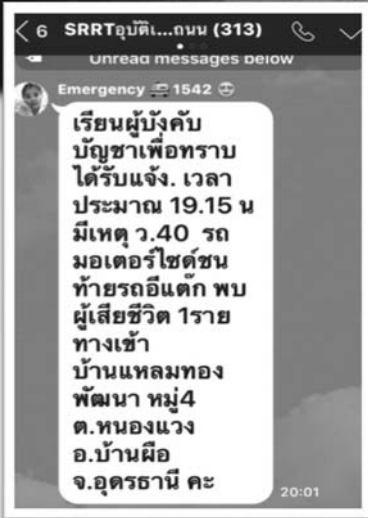 6 SRRTอุบัติเ...ถนน (313)
Unread messages below
Emergency 🚑 1542
เรียนผู้บังคับ
บัญชาเพื่อทราบ
ได้รับแจ้ง. เวลา
ประมาณ 19.15 น
มีเหตุ ว.40 รถ
มอเตอร์ไซด์ชน
ท้ายรถอีแต๊ก พบ
ผู้เสียชีวิต 1ราย
ทางเข้า
บ้านแหลมทอง
พัฒนา หมู่4
ต.หนองแวง
อ.บ้านผือ
จ.อุดรธานี คะ
20:01